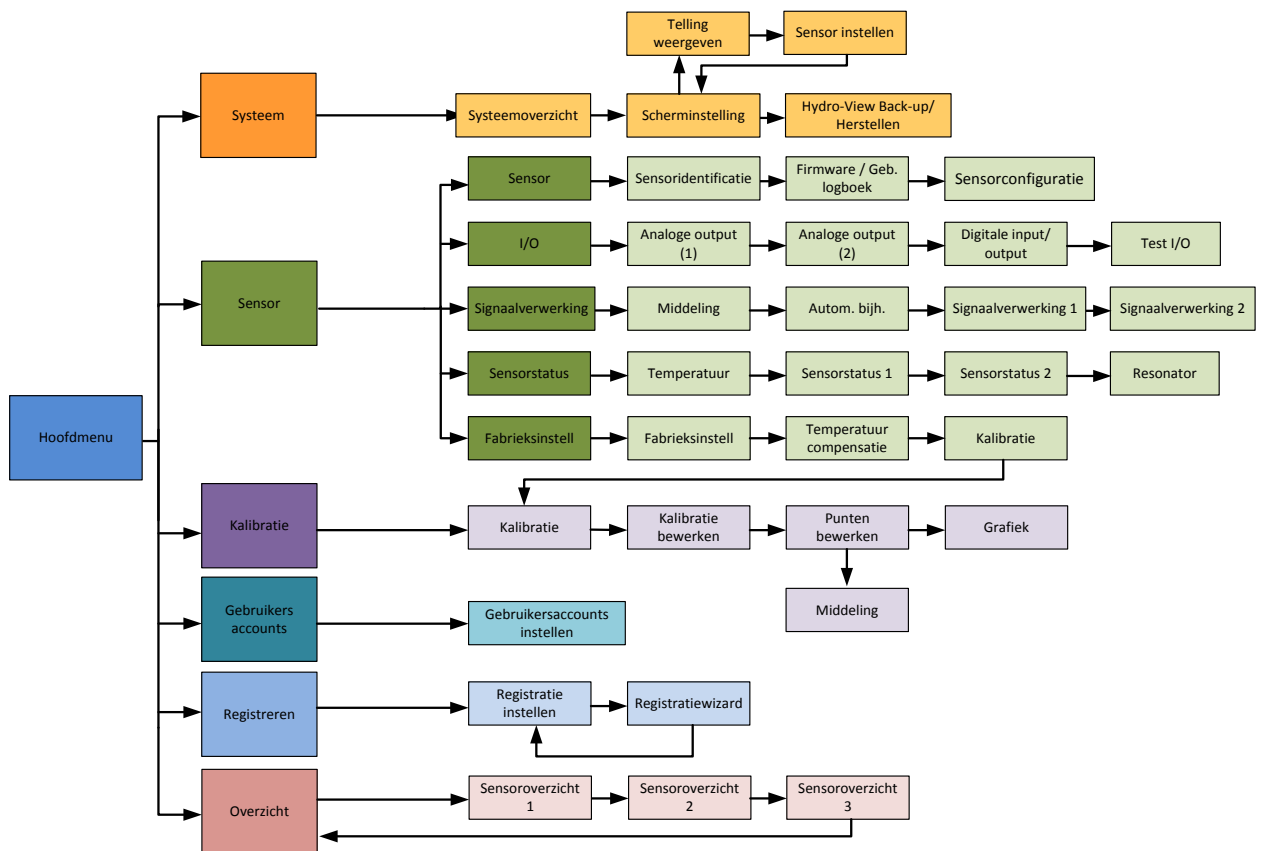 Telling
weergeven
Sensor instellen
Systeem
Systeemoverzicht
Scherminstelling
Hydro-View Back-up/
Herstellen
Sensor
Sensoridentificatie
Firmware / Geb.
logboek
Sensorconfiguratie
I/O
Analoge output
(1)
Analoge output
(2)
Digitale input/
output
Test I/O
Sensor
Signaalverwerking
Middeling
Autom. bijh.
Signaalverwerking 1
Signaalverwerking 2
Sensorstatus
Temperatuur
Sensorstatus 1
Sensorstatus 2
Resonator
Hoofdmenu
Fabrieksinstell
Fabrieksinstell
Temperatuur
compensatie
Kalibratie
Kalibratie
Kalibratie
Kalibratie
bewerken
Punten
bewerken
Grafiek
Middeling
Gebruikers
accounts
Gebruikersaccounts
instellen
Registreren
Registratie
instellen
Registratiewizard
Overzicht
Sensoroverzicht
1
Sensoroverzicht
2
Sensoroverzicht
3